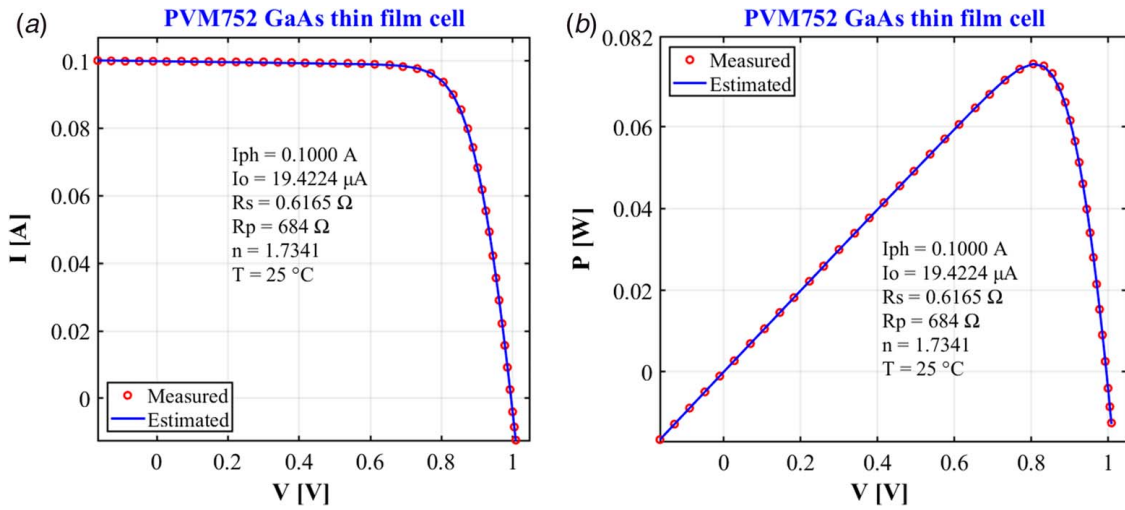 (a)
PVM752 GaAs thin film cell
0.1
0.08
0.06
0.04
0.02
0
I [A]
Iph = 0.1000 A
Io = 19.4224 μA
Rs = 0.6165 Ω
Rp = 684 Ω
n = 1.7341
T = 25 °C
Measured
Estimated
0 0.2 0.4 0.6 0.8 1
V [V]
(b)
PVM752 GaAs thin film cell
0.082
0.06
0.04
0.02
0
P [W]
Measured
Estimated
Iph = 0.1000 A
Io = 19.4224 μA
Rs = 0.6165 Ω
Rp = 684 Ω
n = 1.7341
T = 25 °C
0 0.2 0.4 0.6 0.8 1
V [V]